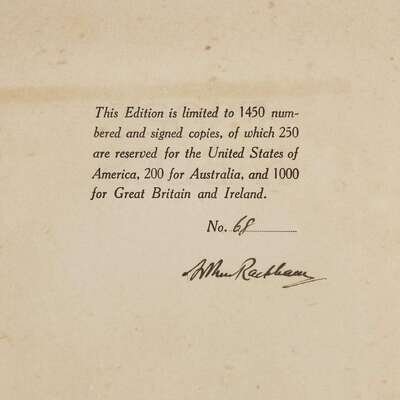 This Edition is limited to 1450 num-
bered and signed copies, of which 250
are reserved for the United States of
America, 200 for Australia, and 1000
for Great Britain and Ireland.
No. 68
Arthur Rackham